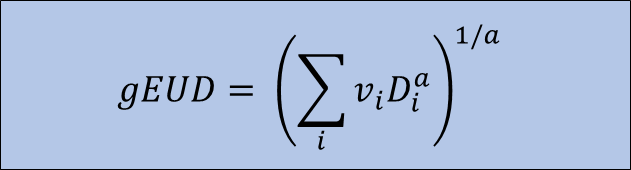 gEUD = (∑_i v_i D_i^a)^{1/a}